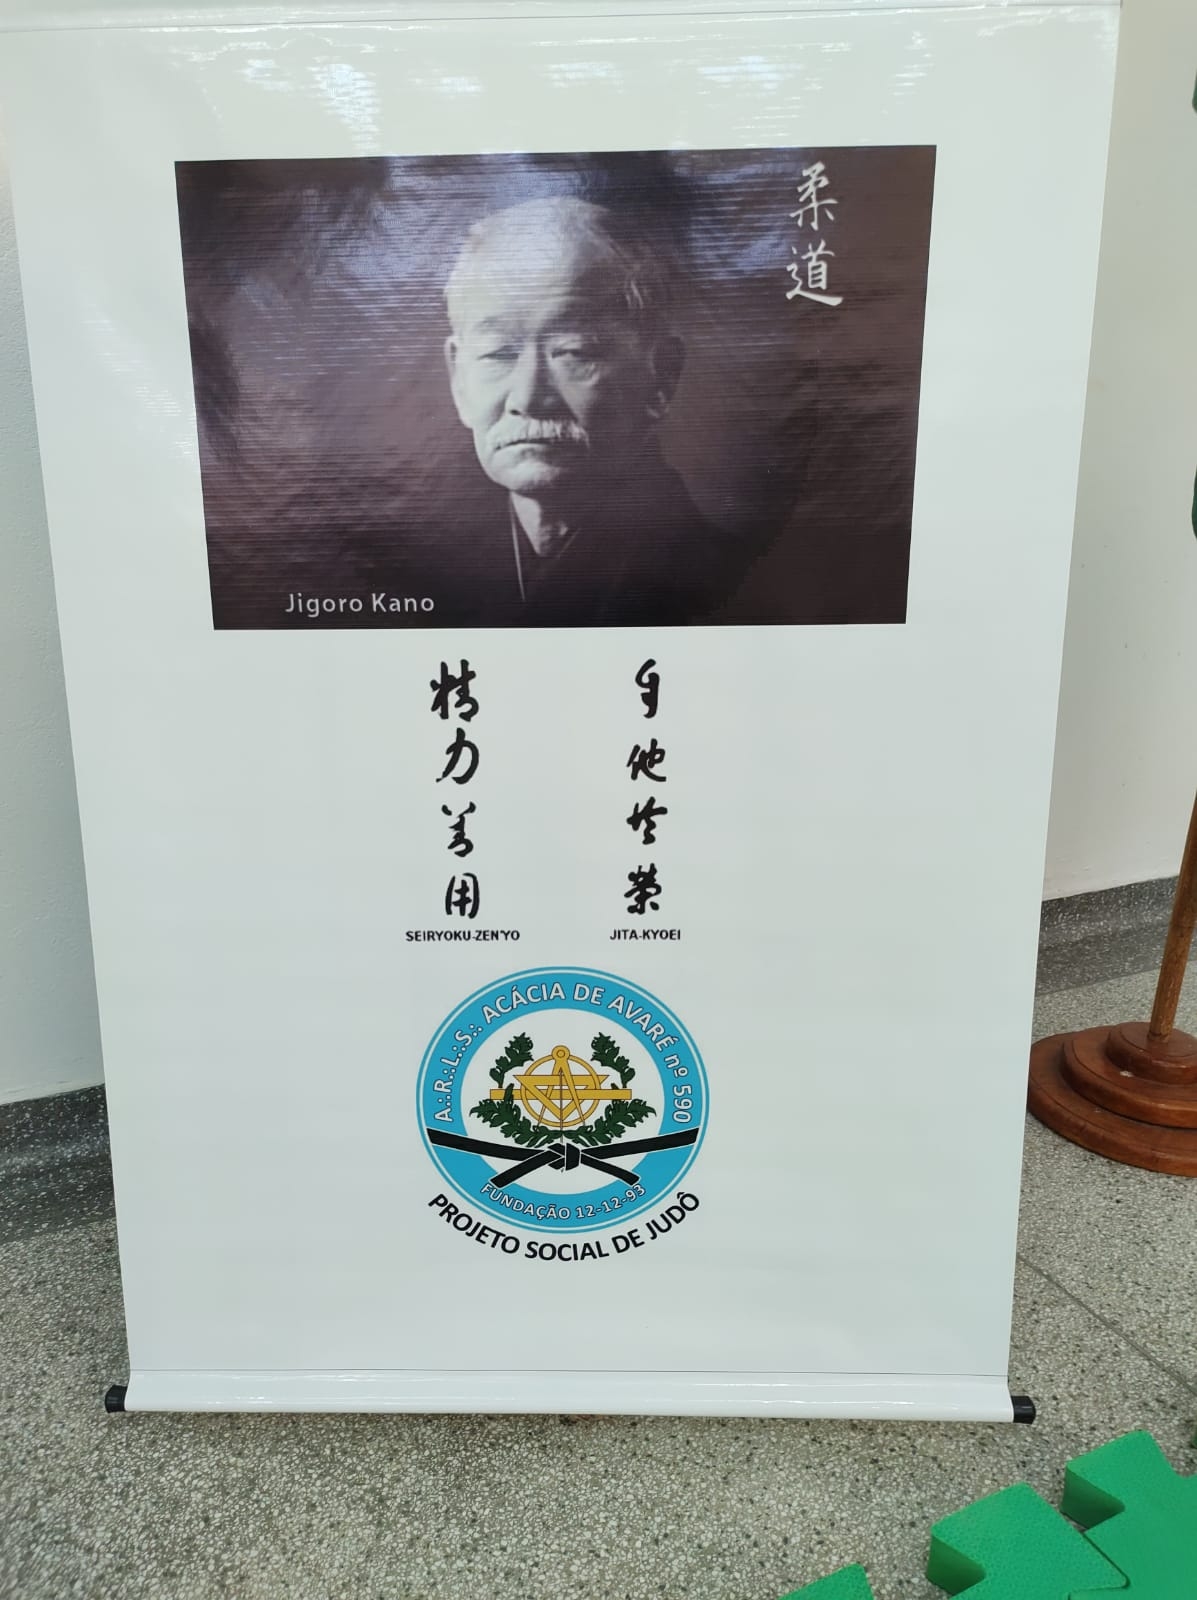 柔道
Jigoro Kano
精力善用
自他共榮
SEIRYOKU-ZEN'YO
JITA-KYOEI
A∴R∴L∴S∴ ACÁCIA DE AVARÉ nº 590
FUNDAÇÃO 12-12-93
PROJETO SOCIAL DE JUDÔ